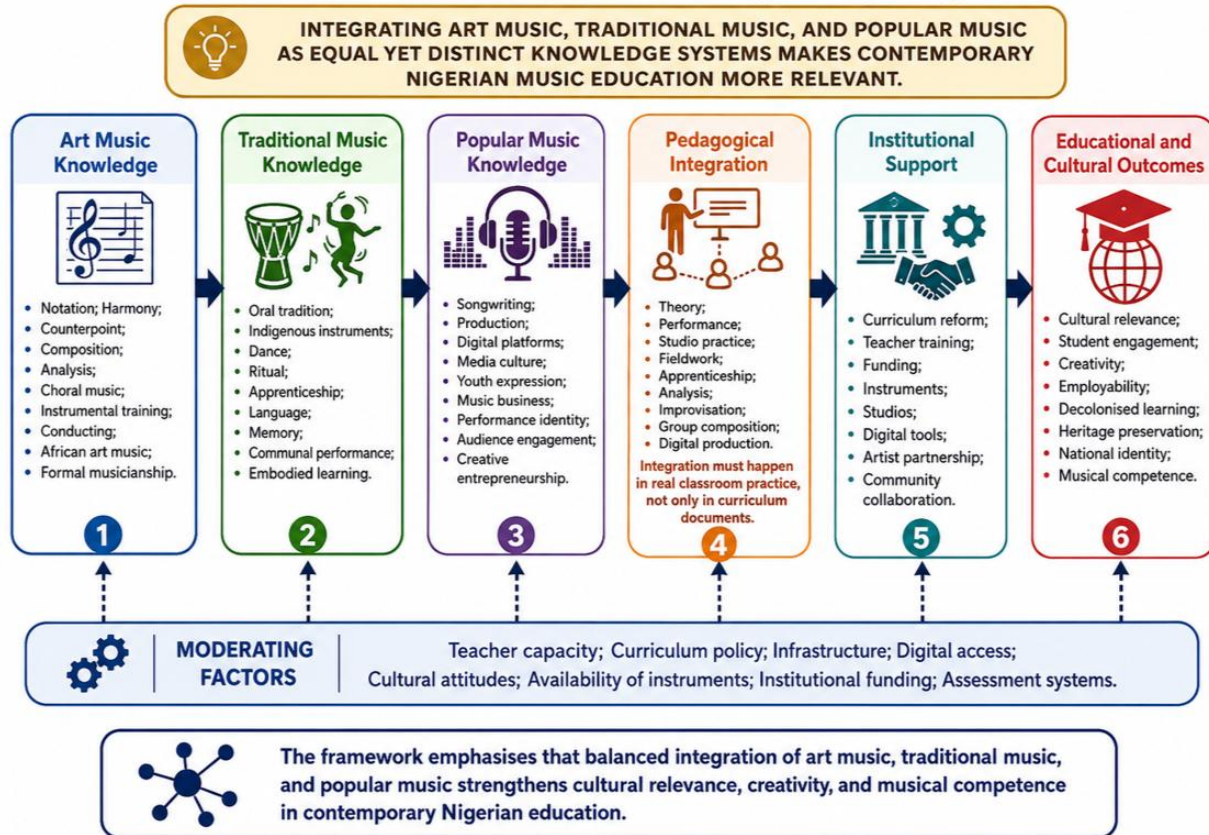 INTEGRATING ART MUSIC, TRADITIONAL MUSIC, AND POPULAR MUSIC
AS EQUAL YET DISTINCT KNOWLEDGE SYSTEMS MAKES CONTEMPORARY
NIGERIAN MUSIC EDUCATION MORE RELEVANT.
Art Music
Knowledge
• Notation; Harmony;
• Counterpoint;
• Composition;
• Analysis;
• Choral music;
• Instrumental training;
• Conducting;
• African art music;
• Formal musicianship.
1
Traditional Music
Knowledge
• Oral tradition;
• Indigenous instruments;
• Dance;
• Ritual;
• Apprenticeship;
• Language;
• Memory;
• Communal performance;
• Embodied learning.
2
Popular Music
Knowledge
• Songwriting;
• Production;
• Digital platforms;
• Media culture;
• Youth expression;
• Music business;
• Performance identity;
• Audience engagement;
• Creative
entrepreneurship.
3
Pedagogical
Integration
• Theory;
• Performance;
• Studio practice;
• Fieldwork;
• Apprenticeship;
• Analysis;
• Improvisation;
• Group composition;
• Digital production.
Integration must happen
in real classroom practice,
not only in curriculum
documents.
4
Institutional
Support
• Curriculum reform;
• Teacher training;
• Funding;
• Instruments;
• Studios;
• Digital tools;
• Artist partnership;
• Community
collaboration.
5
Educational and
Cultural Outcomes
• Cultural relevance;
• Student engagement;
• Creativity;
• Employability;
• Decolonised learning;
• Heritage preservation;
• National identity;
• Musical competence.
6
MODERATING
FACTORS
Teacher capacity; Curriculum policy; Infrastructure; Digital access;
Cultural attitudes; Availability of instruments; Institutional funding; Assessment systems.
The framework emphasises that balanced integration of art music, traditional music,
and popular music strengthens cultural relevance, creativity, and musical competence
in contemporary Nigerian education.